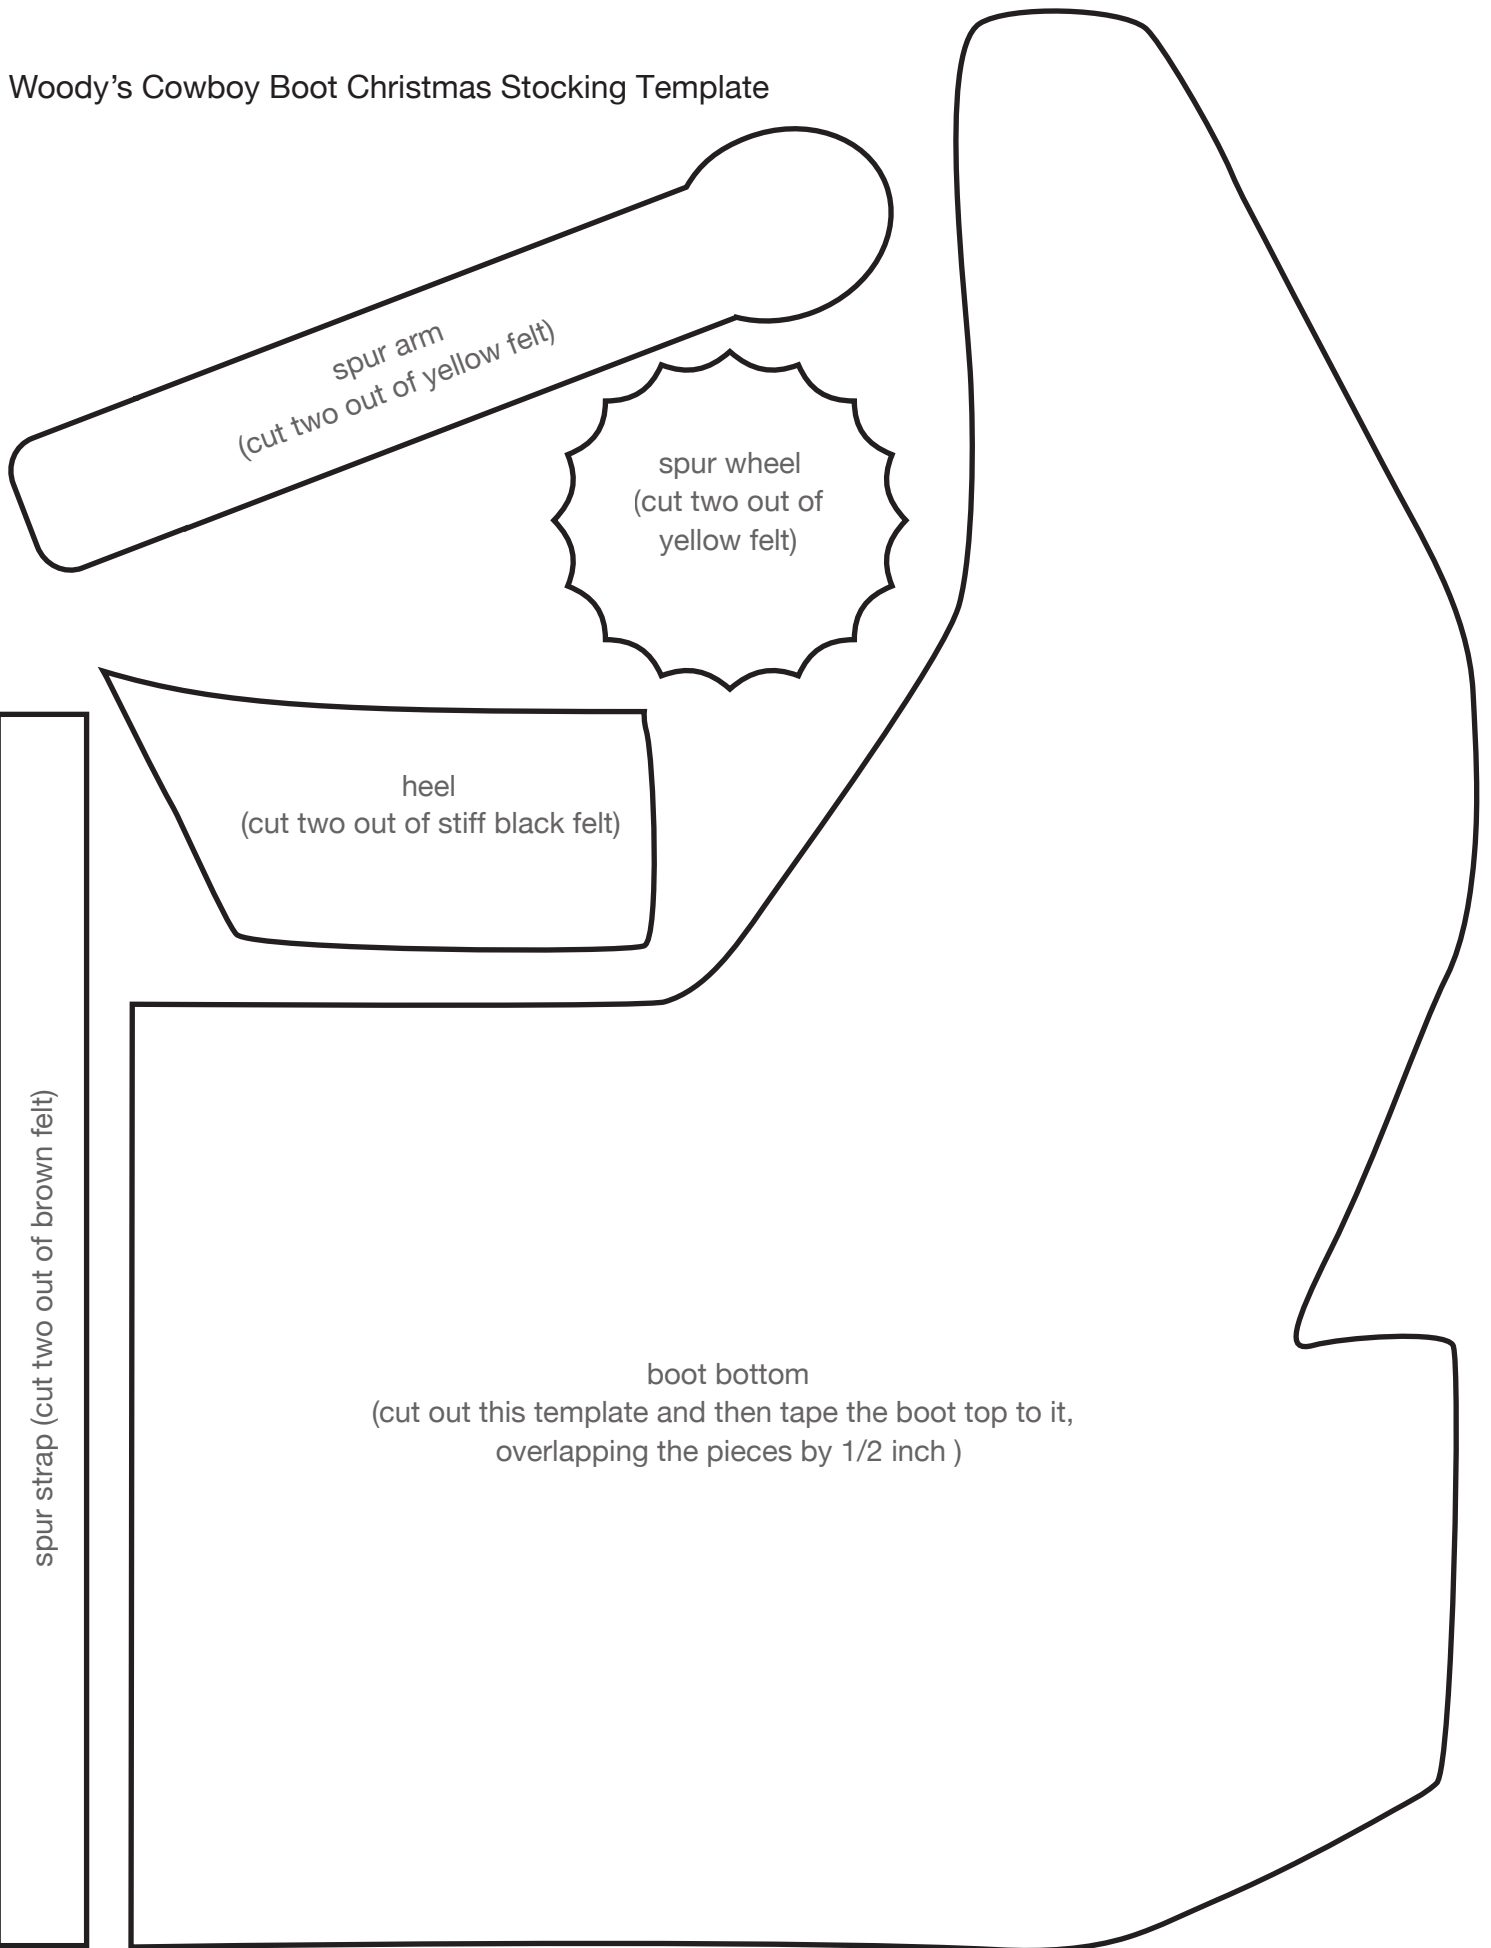 Woody's Cowboy Boot Christmas Stocking Template
spur arm
(cut two out of yellow felt)
spur wheel
(cut two out of
yellow felt)
heel
(cut two out of stiff black felt)
spur strap (cut two out of brown felt)
boot bottom
(cut out this template and then tape the boot top to it,
overlapping the pieces by 1/2 inch )